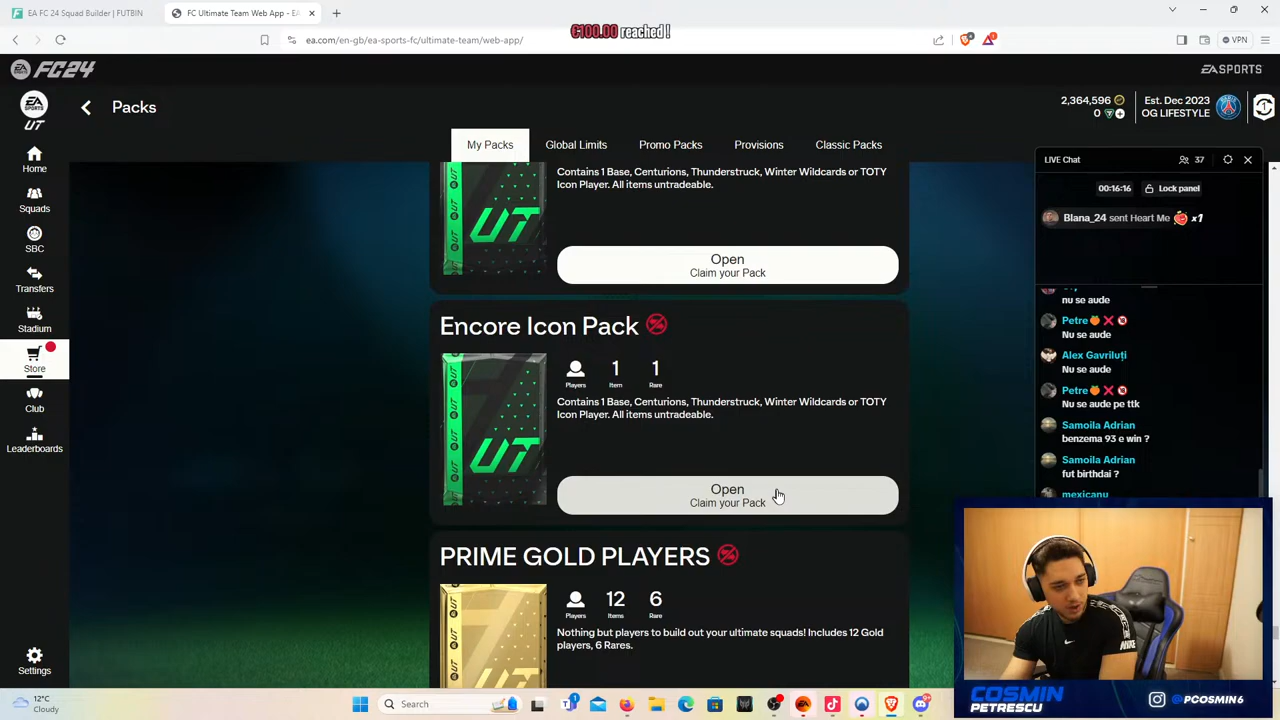 EA FC 24 Squad Builder | FUTBIN
FC Ultimate Team Web App
€100.00 reached !
ea.com/en-gb/ea-sports-fc/ultimate-team/web-app/
VPN
EA SPORTS FC24
EA SPORTS
EA SPORTS
UT
Packs
2,364,596
0
Est. Dec 2023
OG LIFESTYLE
1
My Packs
Global Limits
Promo Packs
Provisions
Classic Packs
Home
Squads
SBC
Transfers
Stadium
Store
Club
Leaderboards
Settings
UT
UT
Contains 1 Base, Centurions, Thunderstruck, Winter Wildcards or TOTY
Icon Player. All items untradeable.
Open
Claim your Pack
Encore Icon Pack
UT
UT
1
1
Players
Item
Rare
Contains 1 Base, Centurions, Thunderstruck, Winter Wildcards or TOTY
Icon Player. All items untradeable.
Open
Claim your Pack
PRIME GOLD PLAYERS
UT
12
6
Players
Items
Rare
Nothing but players to build out your ultimate squads! Includes 12 Gold
players, 6 Rares.
LIVE Chat
37
00:16:16
Lock panel
Blana_24 sent Heart Me x1
Nu se aude
Petre
Nu se aude
Alex Gavriluți
Nu se aude
Petre
Nu se aude pe ttk
Samoila Adrian
benzema 93 e win ?
Samoila Adrian
fut birthdai ?
mexicanu
COSMIN
PETRESCU
@PCOSMIN6
12°C
Cloudy
Search